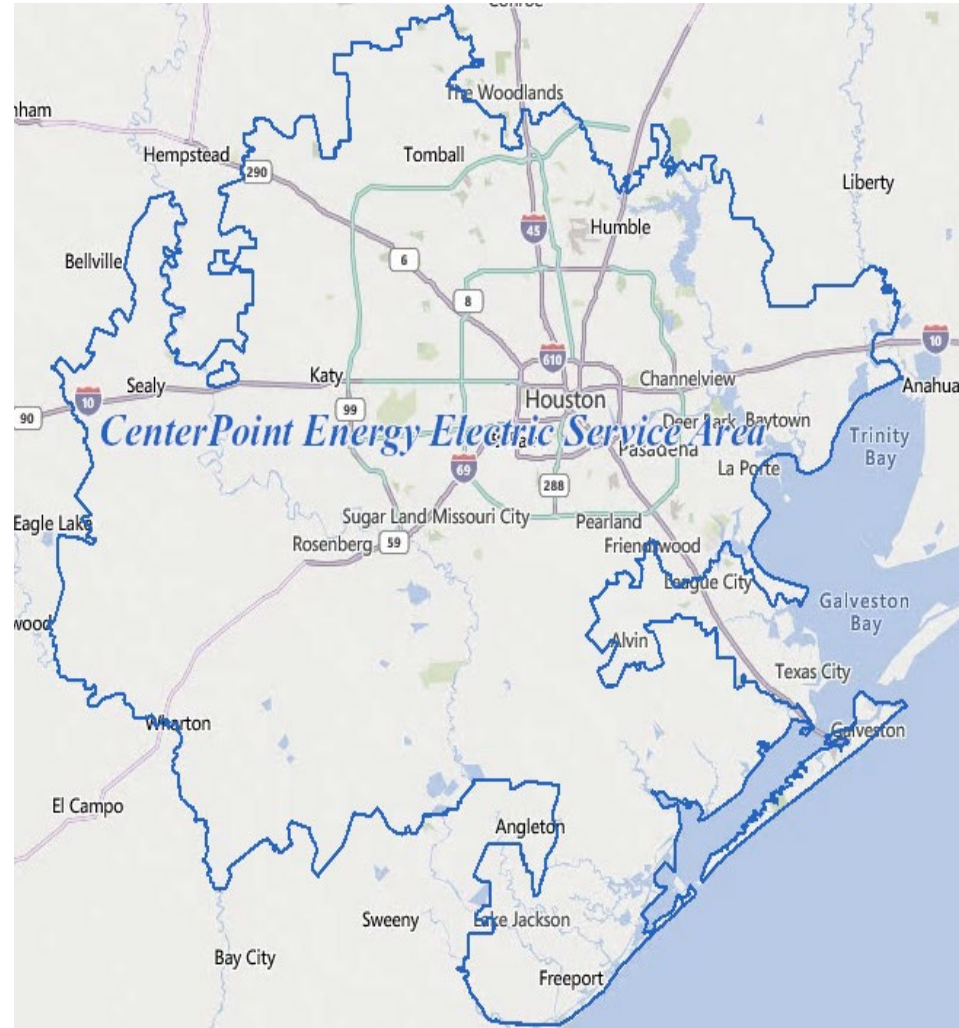 Conroe
The Woodlands
nham
Hempstead
290
Tomball
Liberty
Bellville
6
45
Humble
8
610
10
Sealy
Katy
Channelview
Anahua
90
10
99
Houston
CenterPoint Energy Electric Service Area
Deer Park
Baytown
Pasadena
Trinity
Bay
69
288
La Porte
Eagle Lake
Sugar Land
Missouri City
Pearland
Rosenberg
59
Friendswood
League City
Galveston
Bay
wood
Alvin
Texas City
Wharton
Galveston
El Campo
Angleton
Sweeny
Lake Jackson
Bay City
Freeport